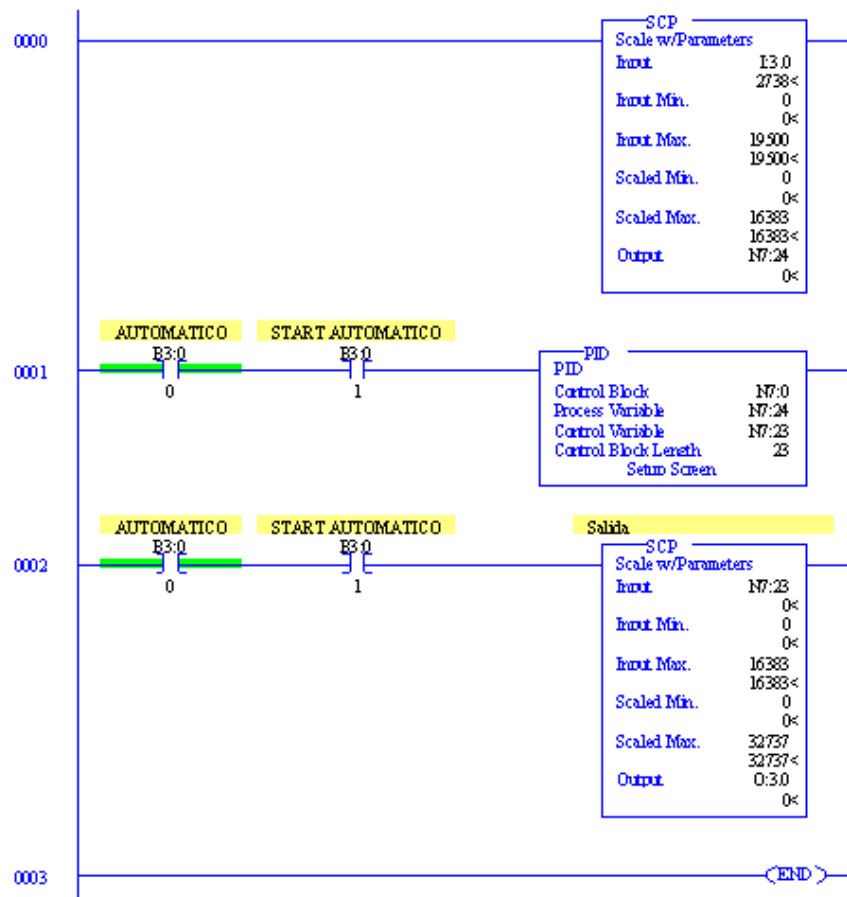 0000
SCP
Scale w/Parameters
Input I:3.0
2738<
Input Min. 0
0<
Input Max. 19500
19500<
Scaled Min. 0
0<
Scaled Max. 16383
16383<
Output N7:24
0<
0001
AUTOMATICO START AUTOMATICO
B3:0 B3:0
0 1
PID
PID
Control Block N7:0
Process Variable N7:24
Control Variable N7:23
Control Block Length 23
Setup Screen
0002
AUTOMATICO START AUTOMATICO Salida
B3:0 B3:0
0 1
SCP
Scale w/Parameters
Input N7:23
0<
Input Min. 0
0<
Input Max. 16383
16383<
Scaled Min. 0
0<
Scaled Max. 32737
32737<
Output O:3.0
0<
0003 END